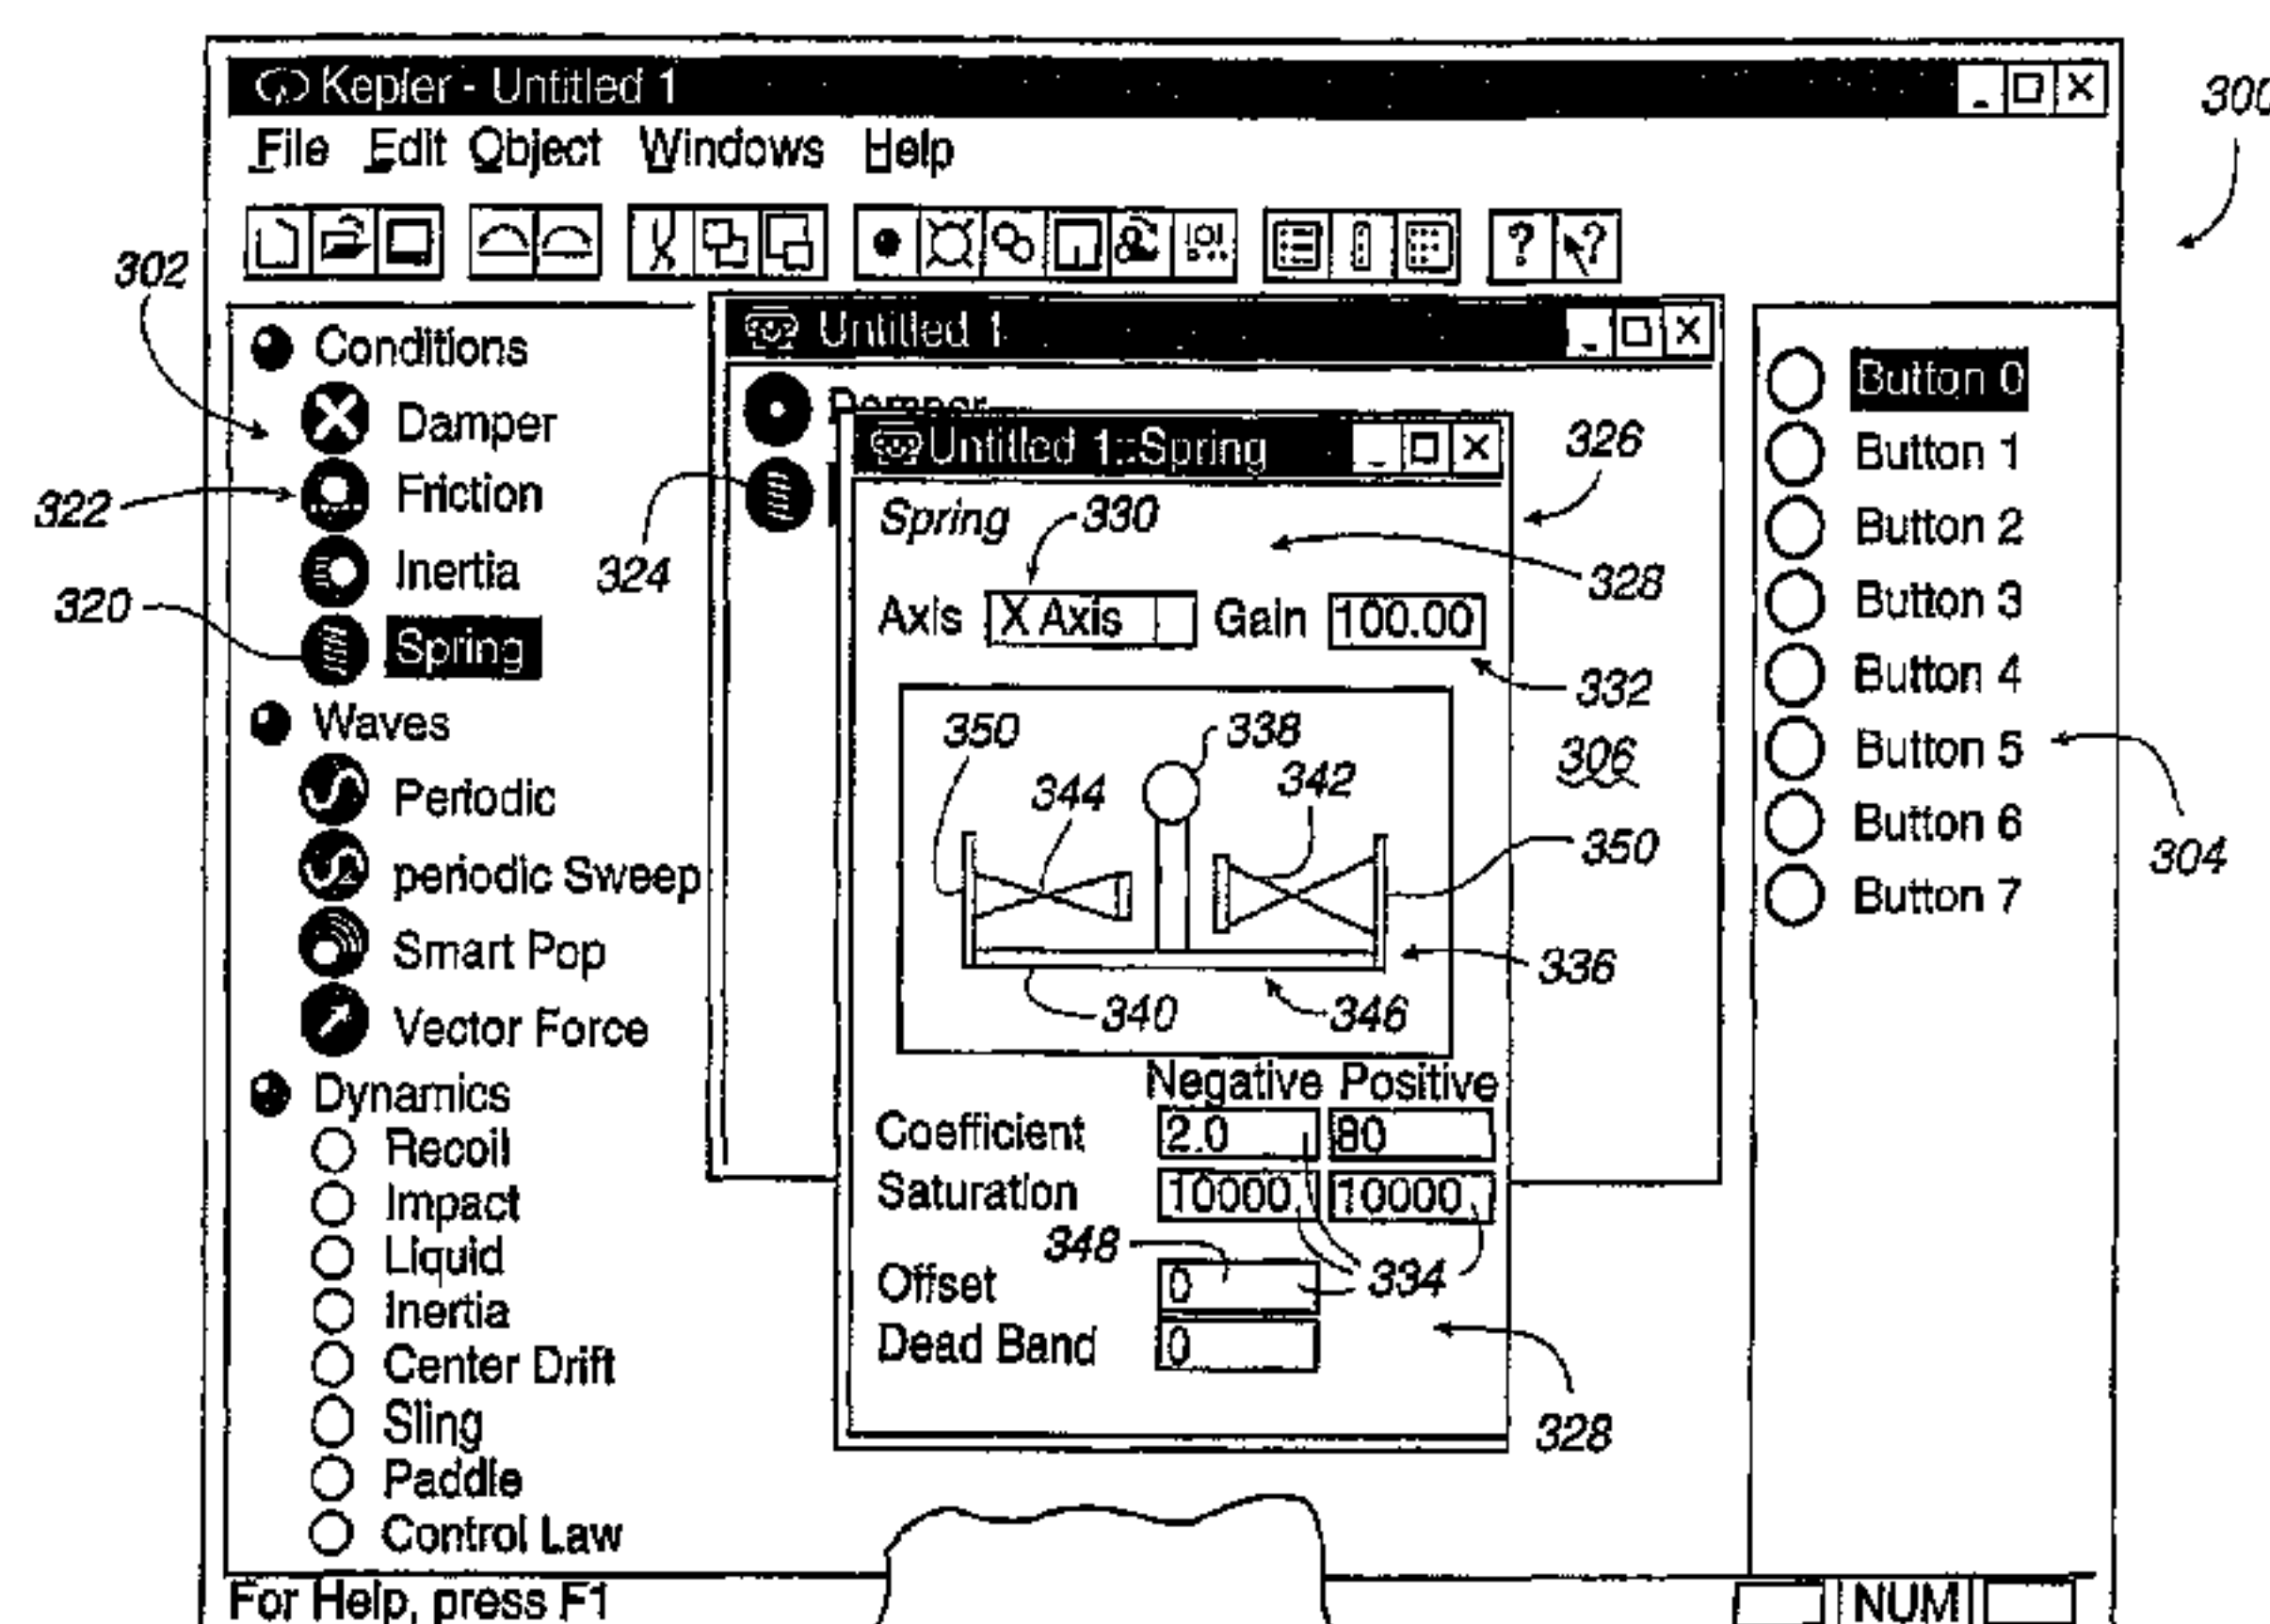 Kepler - Untitled 1
300
File Edit Object Windows Help
? ?
302
Conditions
Damper
322
Friction
Inertia
320
Spring
Waves
Periodic
periodic Sweep
Smart Pop
Vector Force
Dynamics
Recoil
Impact
Liquid
Inertia
Center Drift
Sling
Paddle
Control Law
Untitled 1
Damper
324
Untitled 1::Spring
326
Spring
330
328
Axis X Axis Gain 100.00
332
306
350
338
344
342
350
336
340
346
Negative Positive
Coefficient 2.0 80
Saturation 10000 10000
348
334
Offset 0
Dead Band 0
328
Button 0
Button 1
Button 2
Button 3
Button 4
Button 5
Button 6
Button 7
304
For Help, press F1
NUM